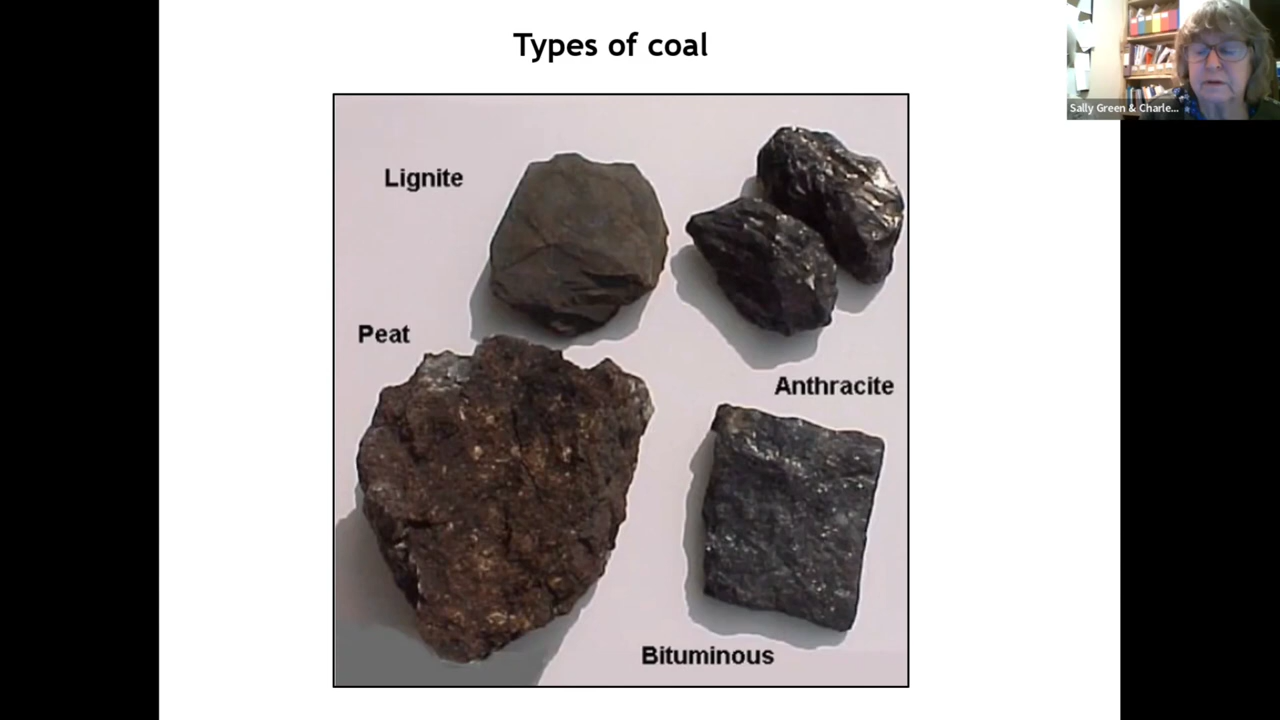 Types of coal
Sally Green & Charle...
Lignite
Peat
Anthracite
Bituminous